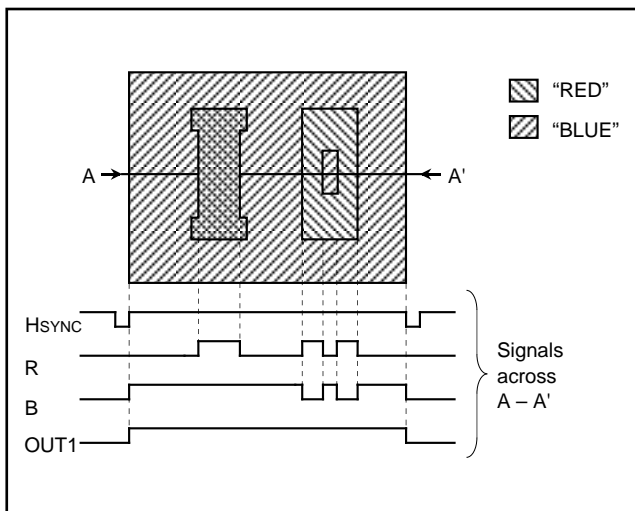 “RED”
“BLUE”
A
A'
HSYNC
R
B
OUT1
Signals
across
A – A'